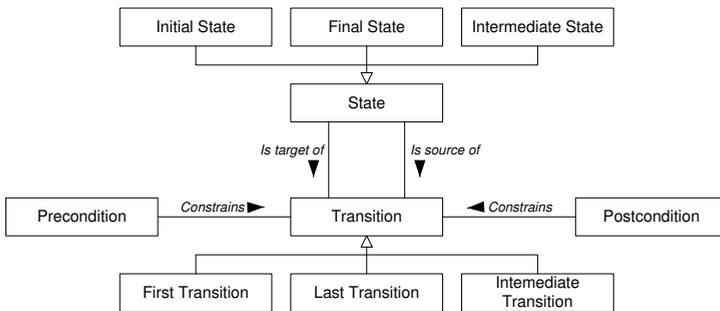 Initial State
Final State
Intermediate State
State
Is target of
Is source of
Precondition
Constrains
Transition
Constrains
Postcondition
First Transition
Last Transition
Intemediate
Transition